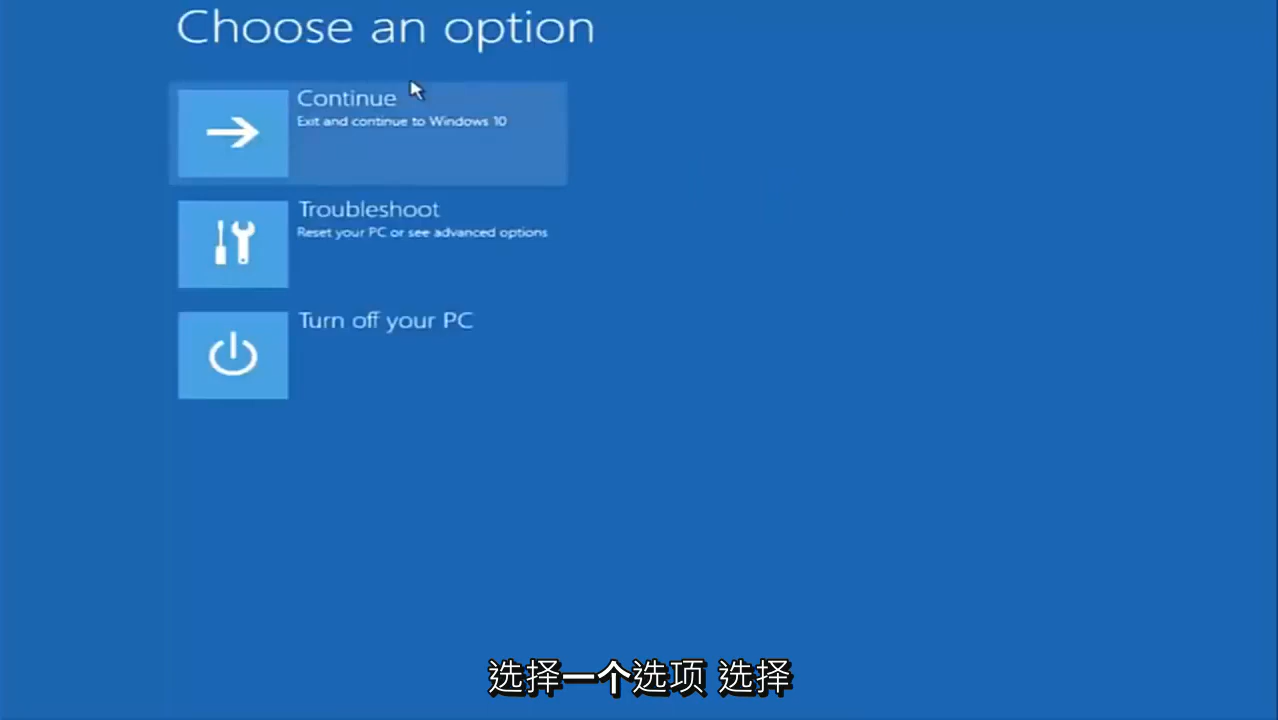 Choose an option
Continue
Exit and continue to Windows 10
Troubleshoot
Reset your PC or see advanced options
Turn off your PC
选择一个选项 选择